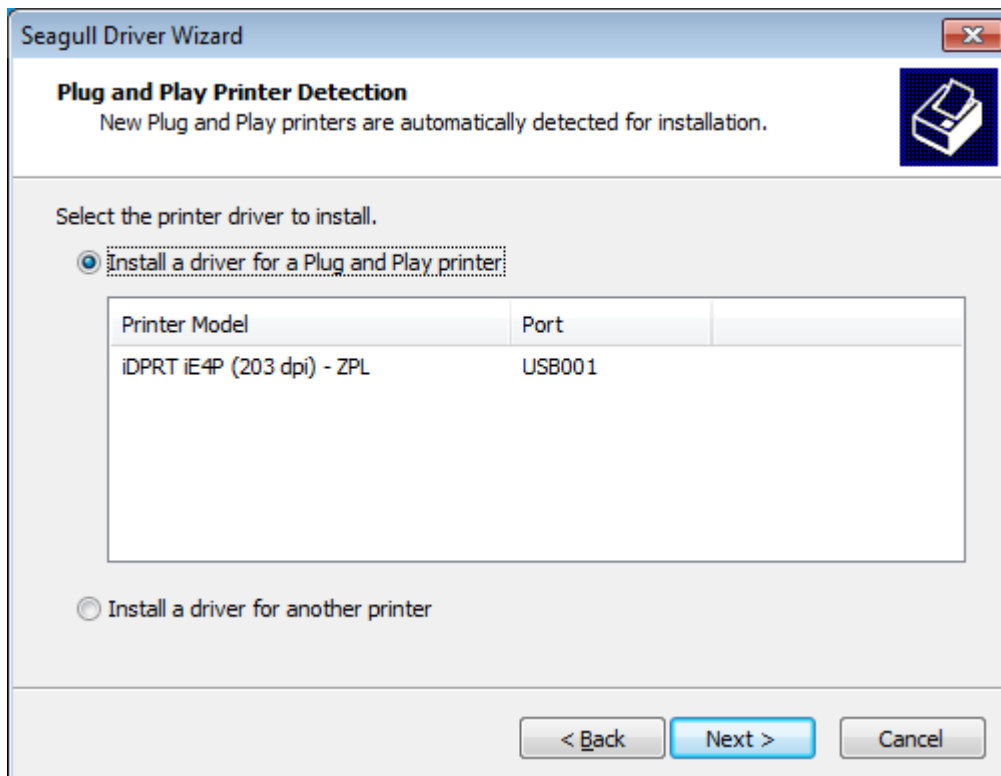 Seagull Driver Wizard
Plug and Play Printer Detection
New Plug and Play printers are automatically detected for installation.
Select the printer driver to install.
Install a driver for a Plug and Play printer
Printer Model Port
iDPRT iE4P (203 dpi) - ZPL USB001
Install a driver for another printer
< Back Next > Cancel